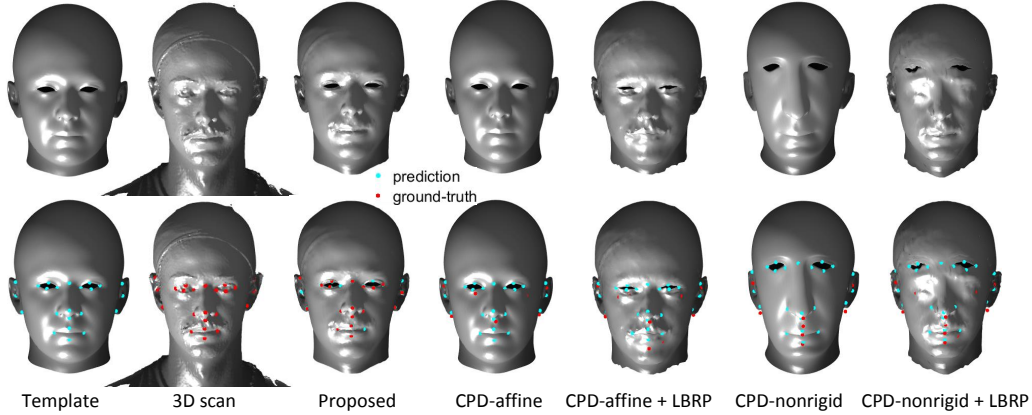 prediction
ground-truth
Template 3D scan Proposed CPD-affine CPD-affine + LBRP CPD-nonrigid CPD-nonrigid + LBRP